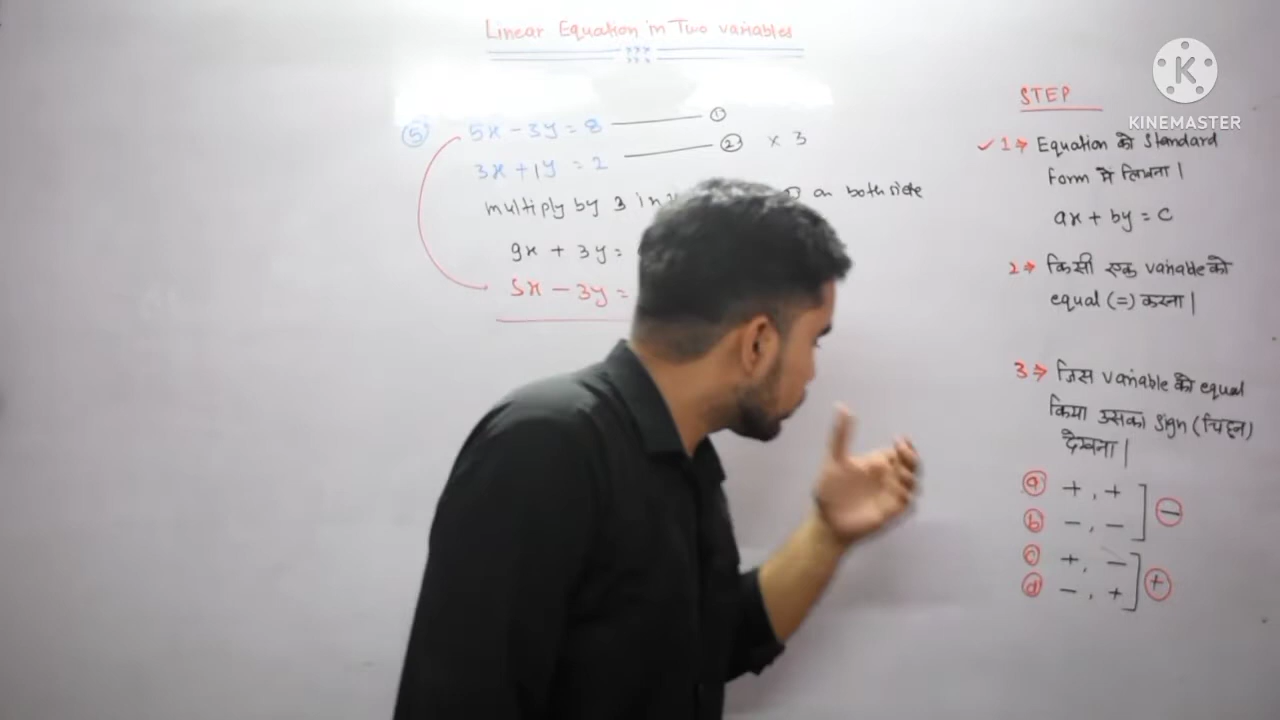 Linear Equation in Two variables
⑤ 5x - 3y = 8 ①
3x + 1y = 2 ② × 3
multiply by 3 in on both side
9x + 3y =
5x - 3y =
STEP
1⇒ Equation को Standard
Form में लिखना।
ax + by = c
2⇒ किसी एक variable को
equal (=) करना।
3⇒ जिस variable को equal
किया उसका sign (चिह्न)
देखना।
ⓐ +, +
ⓑ -, - ⊖
ⓒ +, -
ⓓ -, + ⊕
KINEMASTER